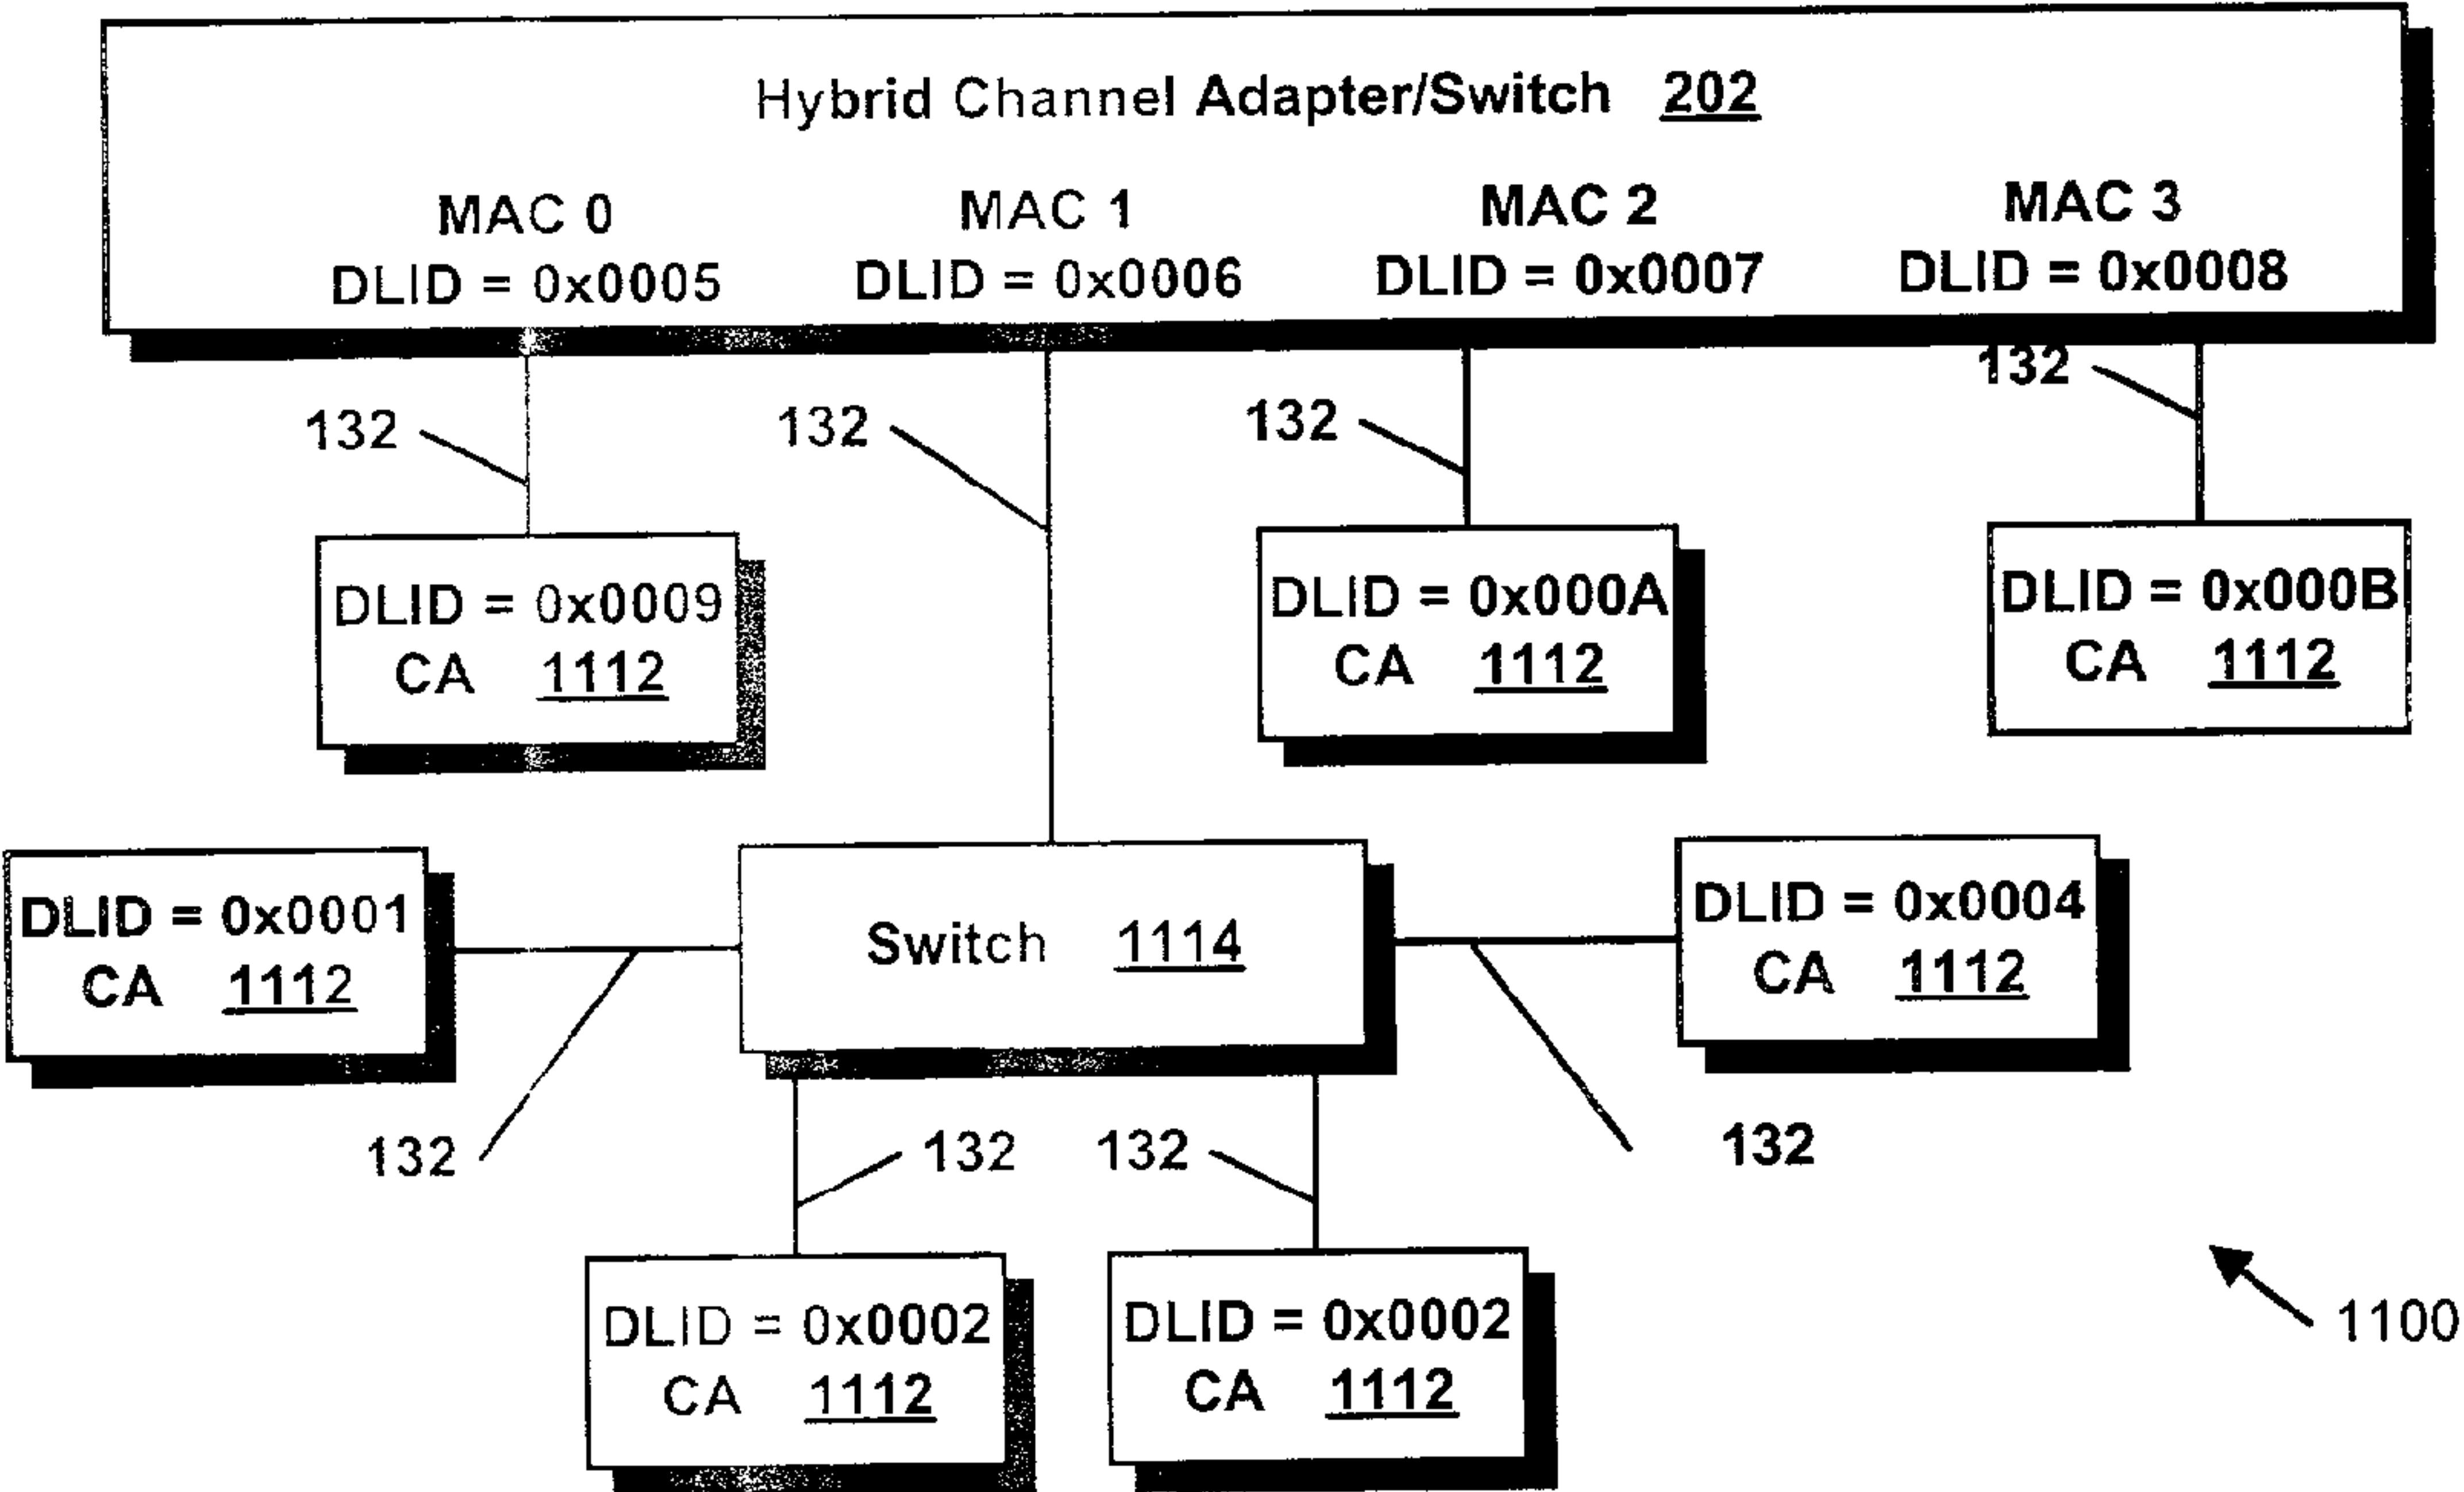 Hybrid Channel Adapter/Switch 202
MAC 0
DLID = 0x0005
MAC 1
DLID = 0x0006
MAC 2
DLID = 0x0007
MAC 3
DLID = 0x0008
132
132
132
132
DLID = 0x0009
CA 1112
DLID = 0x000A
CA 1112
DLID = 0x000B
CA 1112
DLID = 0x0001
CA 1112
Switch 1114
DLID = 0x0004
CA 1112
132
132
132
132
DLID = 0x0002
CA 1112
DLID = 0x0002
CA 1112
1100